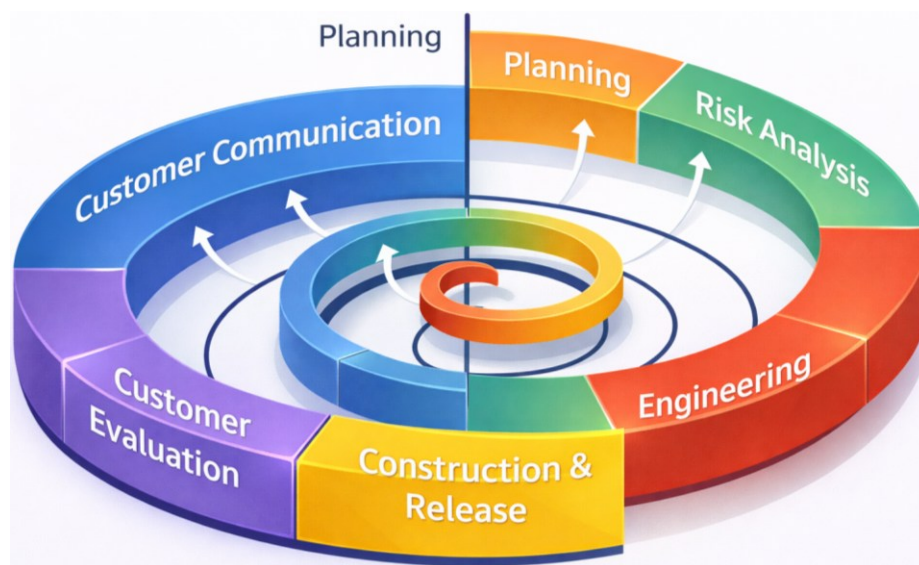 Planning
Planning
Risk Analysis
Customer Communication
Engineering
Customer
Evaluation
Construction &
Release